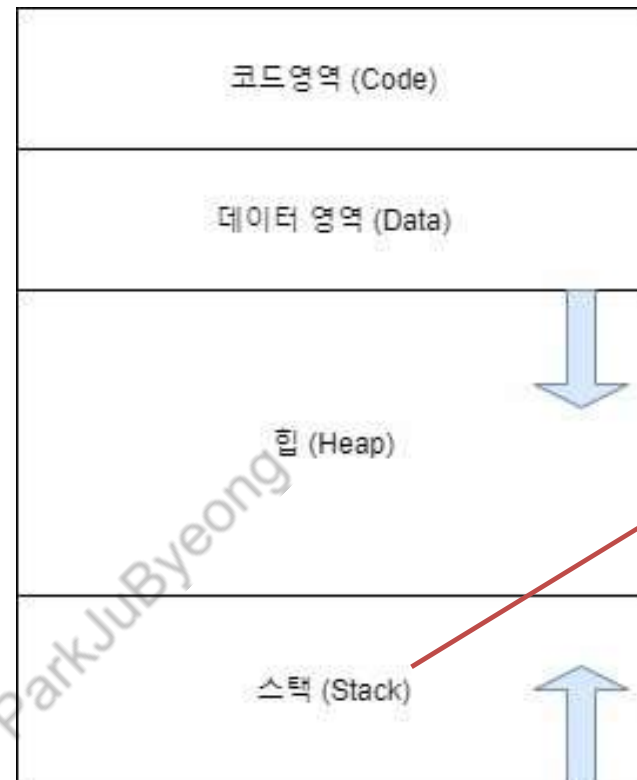 코드영역 (Code)
데이터 영역 (Data)
힙 (Heap)
ParkJuByeong
스택 (Stack)